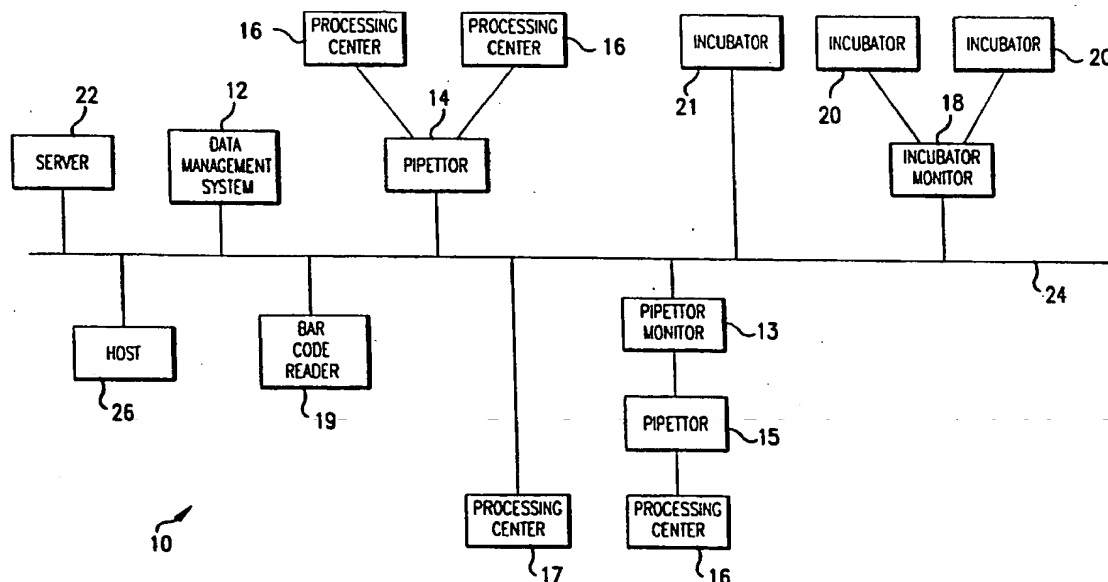 16
PROCESSING
CENTER
PROCESSING
CENTER
16
INCUBATOR
21
INCUBATOR
20
INCUBATOR
20
22
SERVER
12
DATA
MANAGEMENT
SYSTEM
14
PIPETTOR
18
INCUBATOR
MONITOR
24
HOST
26
BAR
CODE
READER
19
PIPETTOR
MONITOR
13
PIPETTOR
15
PROCESSING
CENTER
17
PROCESSING
CENTER
16
10